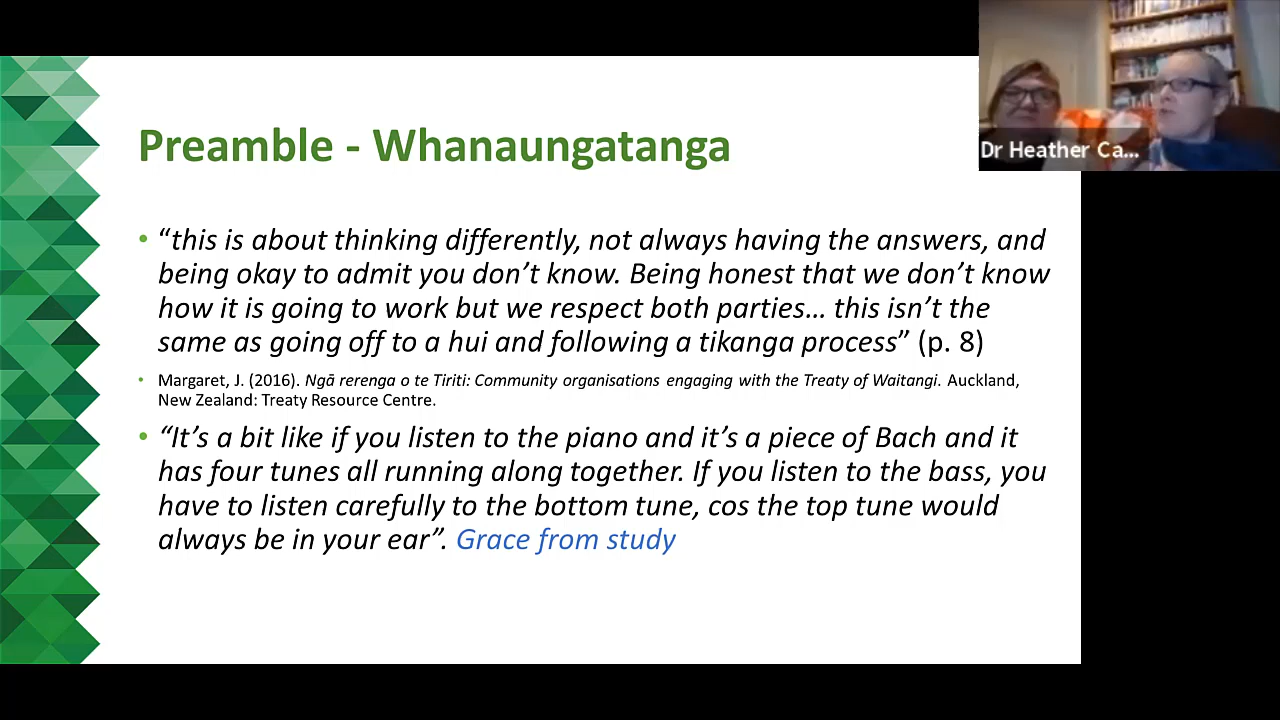 Preamble - Whanaungatanga
Dr Heather Ca...
• “this is about thinking differently, not always having the answers, and
being okay to admit you don’t know. Being honest that we don’t know
how it is going to work but we respect both parties… this isn’t the
same as going off to a hui and following a tikanga process” (p. 8)
• Margaret, J. (2016). Ngā rerenga o te Tiriti: Community organisations engaging with the Treaty of Waitangi. Auckland,
New Zealand: Treaty Resource Centre.
• “It’s a bit like if you listen to the piano and it’s a piece of Bach and it
has four tunes all running along together. If you listen to the bass, you
have to listen carefully to the bottom tune, cos the top tune would
always be in your ear”. Grace from study